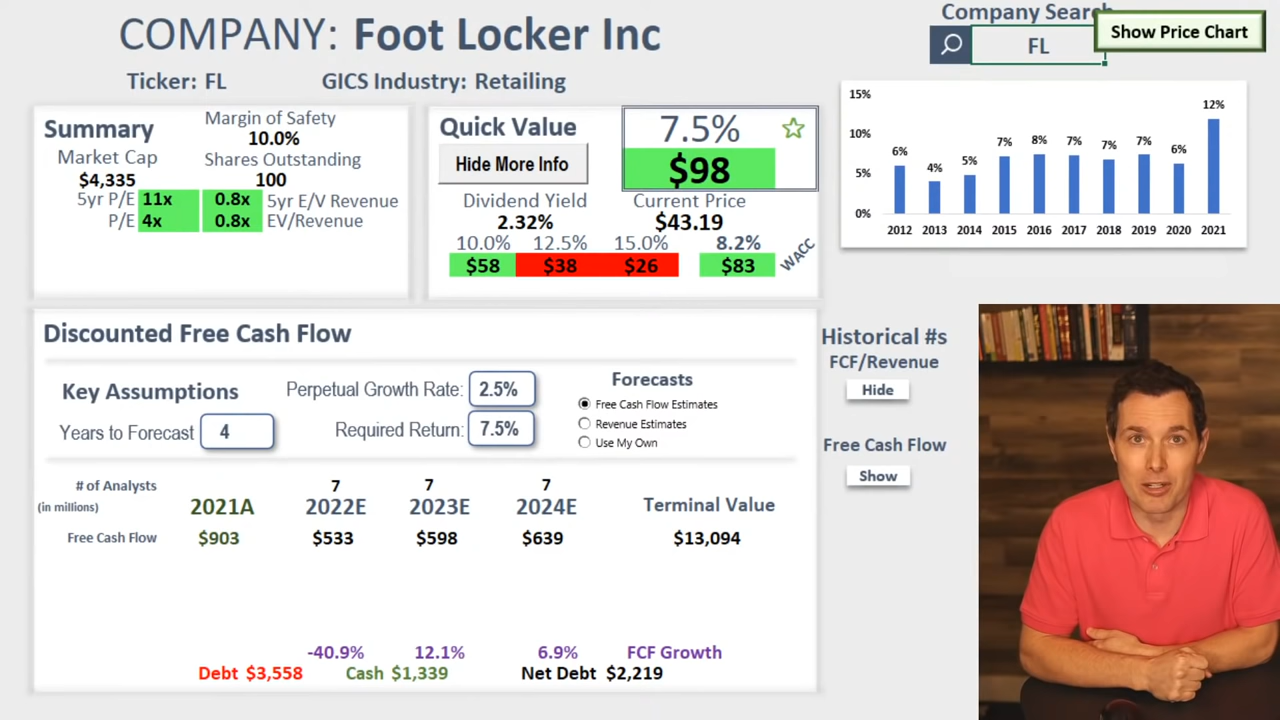 COMPANY: Foot Locker Inc
Ticker: FL
GICS Industry: Retailing
Company Search
FL
Show Price Chart
Summary
Margin of Safety
10.0%
Market Cap
$4,335
Shares Outstanding
100
5yr P/E 11x
0.8x 5yr E/V Revenue
P/E 4x
0.8x EV/Revenue
Quick Value
7.5%
$98
Hide More Info
Dividend Yield
2.32%
Current Price
$43.19
10.0% 12.5% 15.0% 8.2%
$58 $38 $26 $83
WACC
15%
10%
5%
0%
6% 4% 5% 7% 8% 7% 7% 7% 6% 12%
2012 2013 2014 2015 2016 2017 2018 2019 2020 2021
Discounted Free Cash Flow
Key Assumptions
Years to Forecast 4
Perpetual Growth Rate: 2.5%
Required Return: 7.5%
Forecasts
Free Cash Flow Estimates
Revenue Estimates
Use My Own
# of Analysts 7 7 7
(in millions) 2021A 2022E 2023E 2024E Terminal Value
Free Cash Flow $903 $533 $598 $639 $13,094
-40.9% 12.1% 6.9% FCF Growth
Debt $3,558 Cash $1,339 Net Debt $2,219
Historical #s
FCF/Revenue
Hide
Free Cash Flow
Show